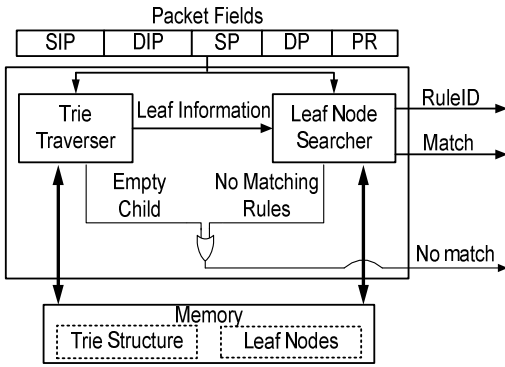 Packet Fields
SIP DIP SP DP PR
Trie Traverser
Leaf Information
Leaf Node Searcher
RuleID
Match
Empty Child
No Matching Rules
No match
Memory
Trie Structure
Leaf Nodes